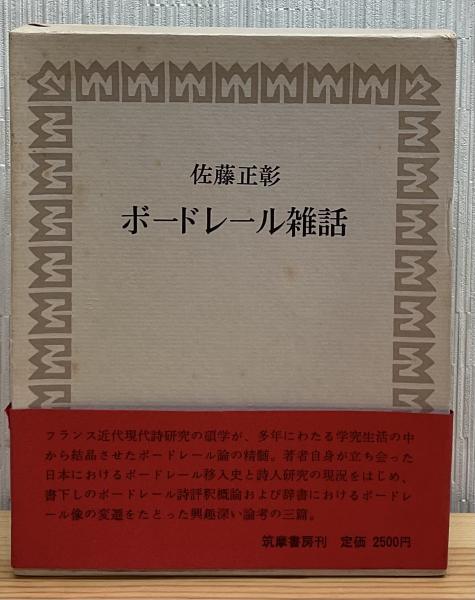 佐藤正彰
ボードレール雑話
フランス近代現代詩研究の碩学が、多年にわたる学究生活の中
から結晶させたボードレール論の精髄。著者自身が立ち会った
日本におけるボードレール移入史と詩人研究の現況をはじめ、
書下しのボードレール詩評釈概論および辞書におけるボードレ
ール像の変遷をたとった興趣深い論考の三篇。
筑摩書房刊 定価 2500円